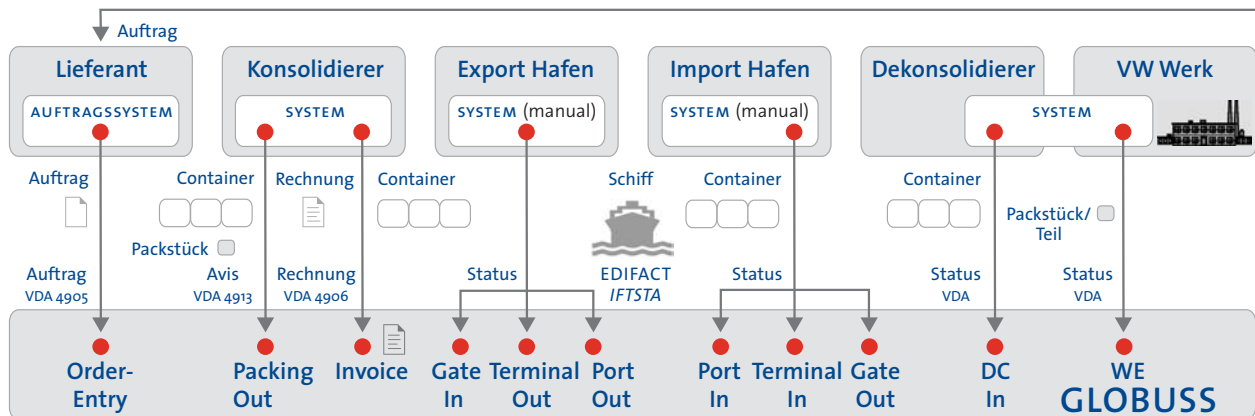 Auftrag
Lieferant
Konsolidierer
Export Hafen
Import Hafen
Dekonsolidierer
VW Werk
AUFTRAGSSYSTEM
SYSTEM
SYSTEM (manual)
SYSTEM (manual)
SYSTEM
Auftrag
Container
Rechnung
Container
Schiff
Container
Container
Packstück/
Teil
Packstück
Auftrag
VDA 4905
Avis
VDA 4913
Rechnung
VDA 4906
Status
EDIFACT
IFTSTA
Status
Status
VDA
Status
VDA
Order-
Entry
Packing
Out
Invoice
Gate
In
Terminal
Out
Port
Out
Port
In
Terminal
In
Gate
Out
DC
In
WE
GLOBUSS